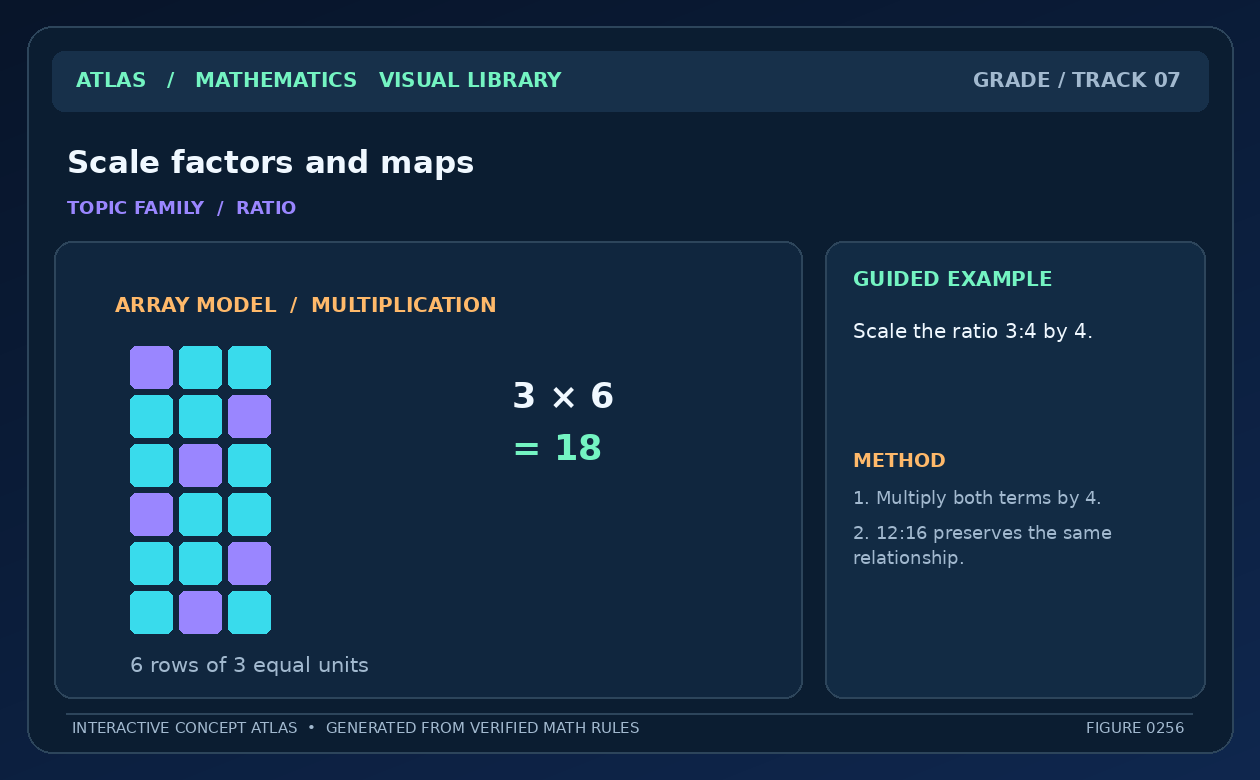 ATLAS / MATHEMATICS VISUAL LIBRARY
GRADE / TRACK 07
Scale factors and maps
TOPIC FAMILY / RATIO
ARRAY MODEL / MULTIPLICATION
3 × 6
= 18
6 rows of 3 equal units
GUIDED EXAMPLE
Scale the ratio 3:4 by 4.
METHOD
1. Multiply both terms by 4.
2. 12:16 preserves the same
relationship.
INTERACTIVE CONCEPT ATLAS • GENERATED FROM VERIFIED MATH RULES
FIGURE 0256